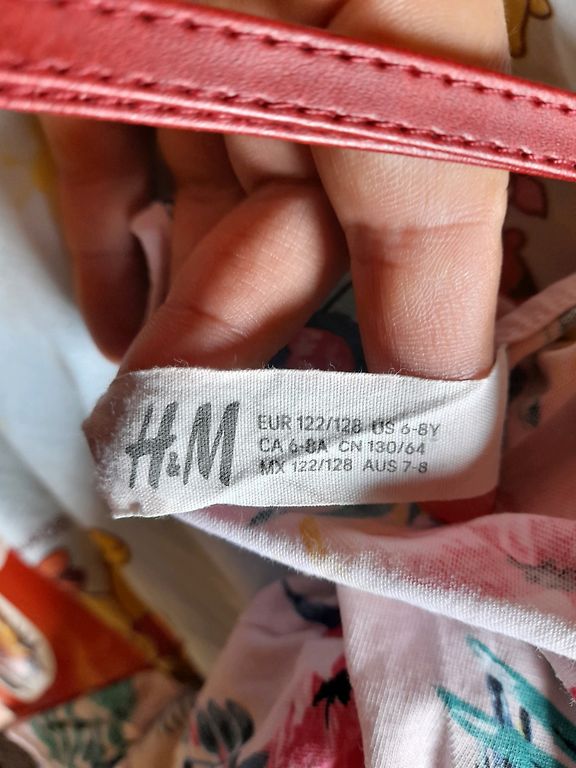 H&M
EUR 122/128 US 6-8Y
CA 6-8A CN 130/64
MX 122/128 AUS 7-8